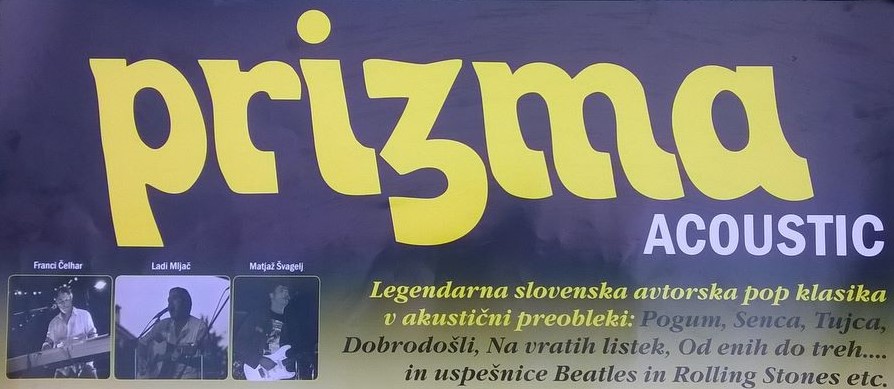 prizma
ACOUSTIC
Franci Čelhar
Ladi Mljač
Matjaž Švagelj
Legendarna slovenska avtorska pop klasika
v akustični preobleki: Pogum, Senca, Tujca,
Dobrodošli, Na vratih listek, Od enih do treh....
in uspešnice Beatles in Rolling Stones etc.